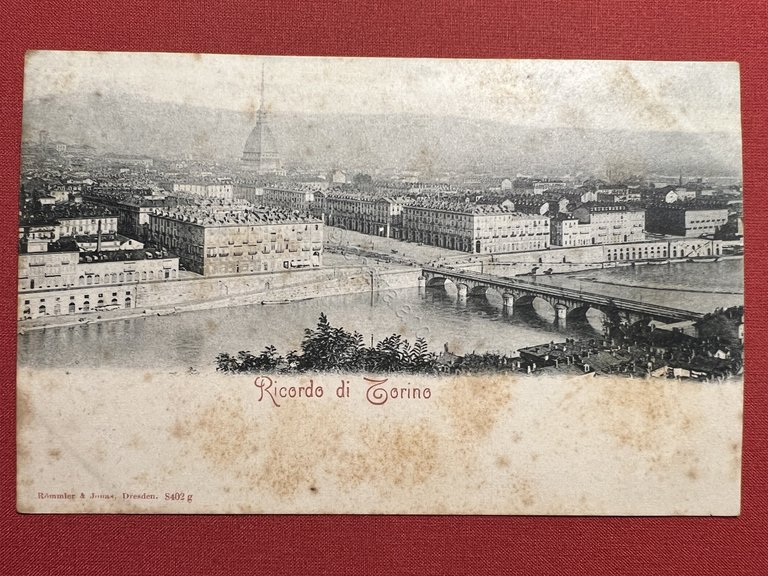 Ricordo di Torino
Römmler & Jonas, Dresden. 8402 g